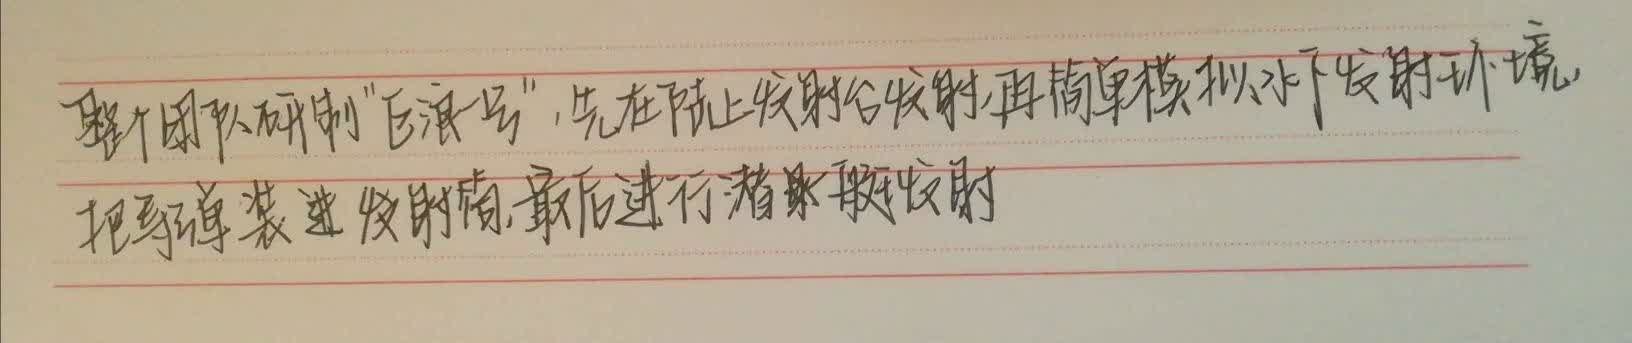 整个团队研制“巨浪一号”，先在陆上发射台发射，再简单模拟水下发射环境，
把导弹装进发射筒，最后进行潜水艇发射